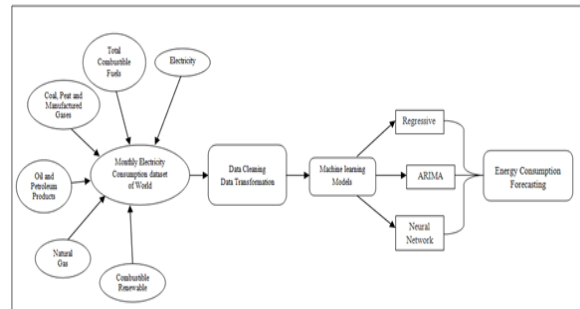 Total
Combustible
Fuels
Electricity
Coal, Peat and
Manufactured
Gases
Oil and
Petroleum
Products
Natural
Gas
Combustible
Renewable
Monthly Electricity
Consumption dataset
of World
Data Cleaning
Data Transformation
Machine learning
Models
Regressive
ARIMA
Neural
Network
Energy Consumption
Forecasting